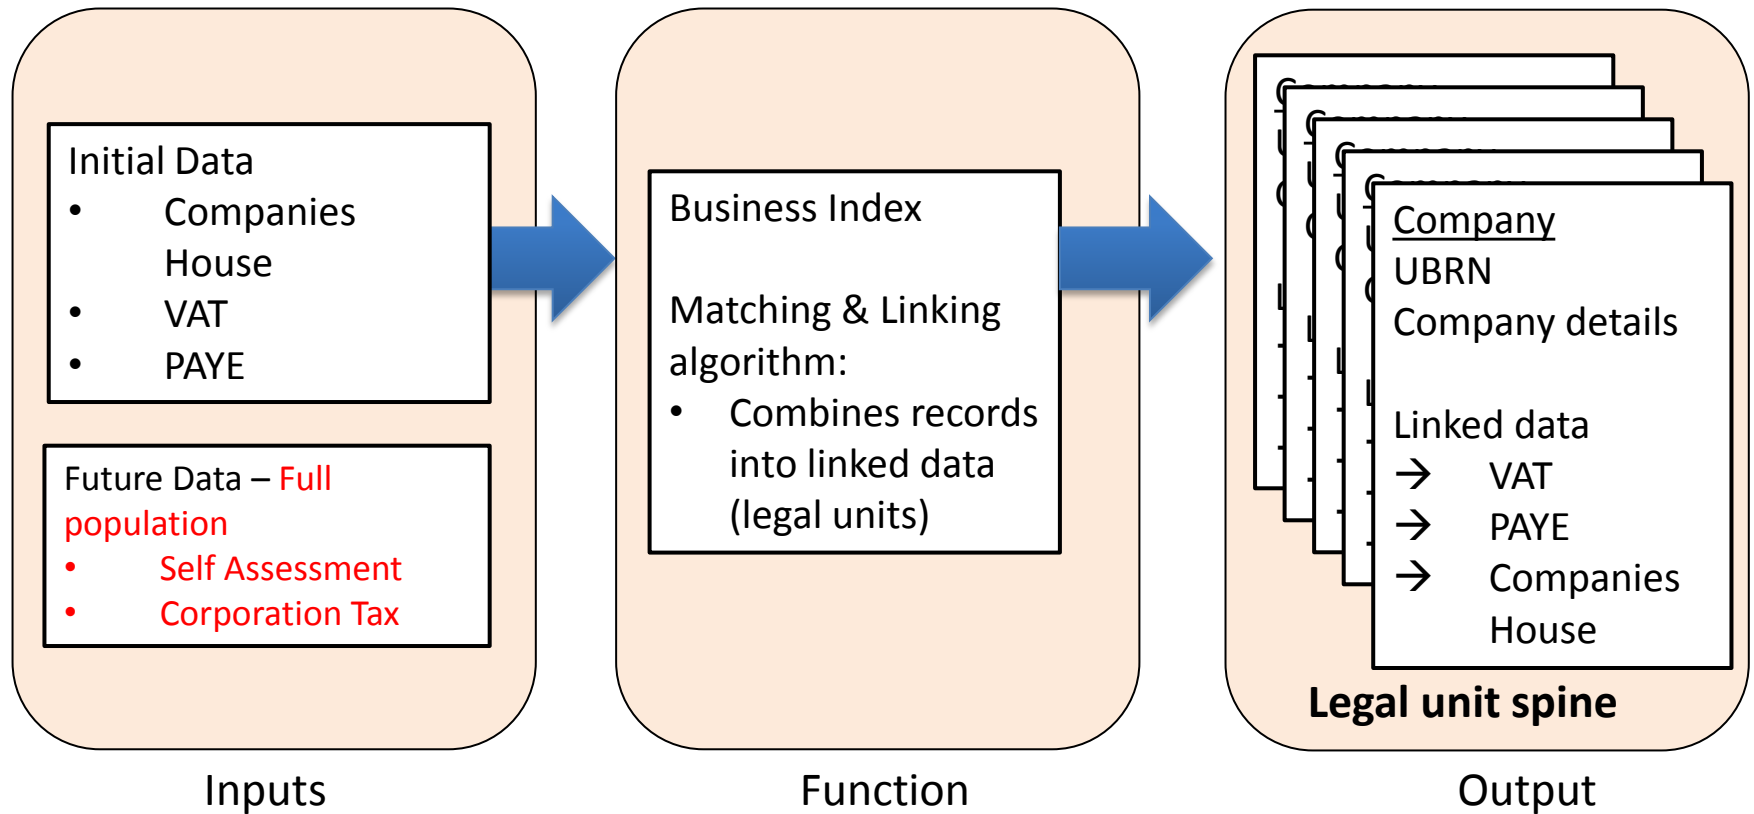 Initial Data
• Companies
House
• VAT
• PAYE
Future Data – Full
population
• Self Assessment
• Corporation Tax
Inputs
Business Index
Matching & Linking
algorithm:
• Combines records
into linked data
(legal units)
Function
Company
UBRN
Company details
Linked data
→ VAT
→ PAYE
→ Companies
House
Legal unit spine
Output